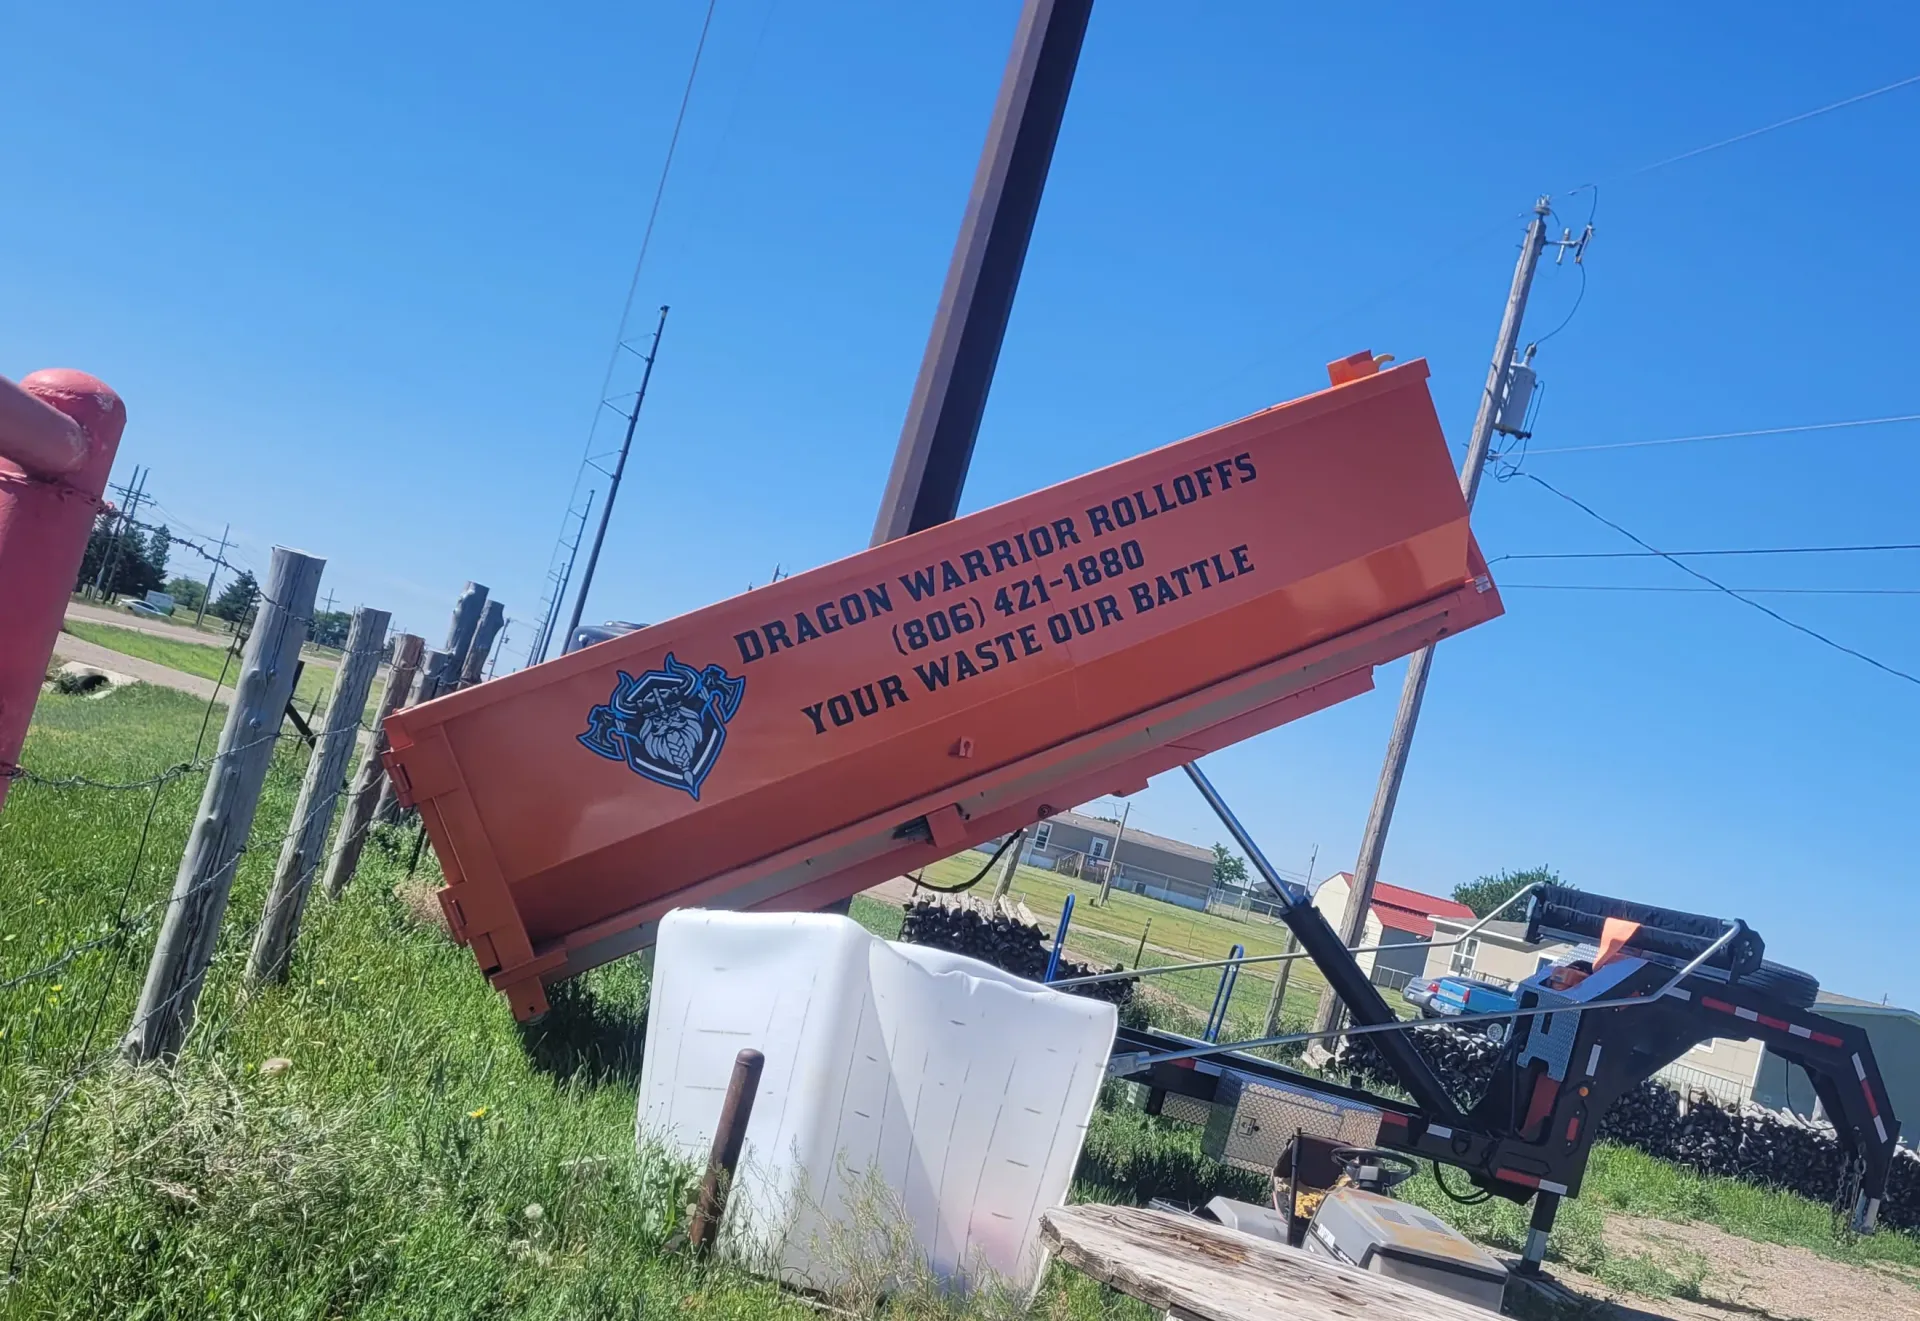 DRAGON WARRIOR ROLLOFFS
(806) 421-1880
YOUR WASTE OUR BATTLE